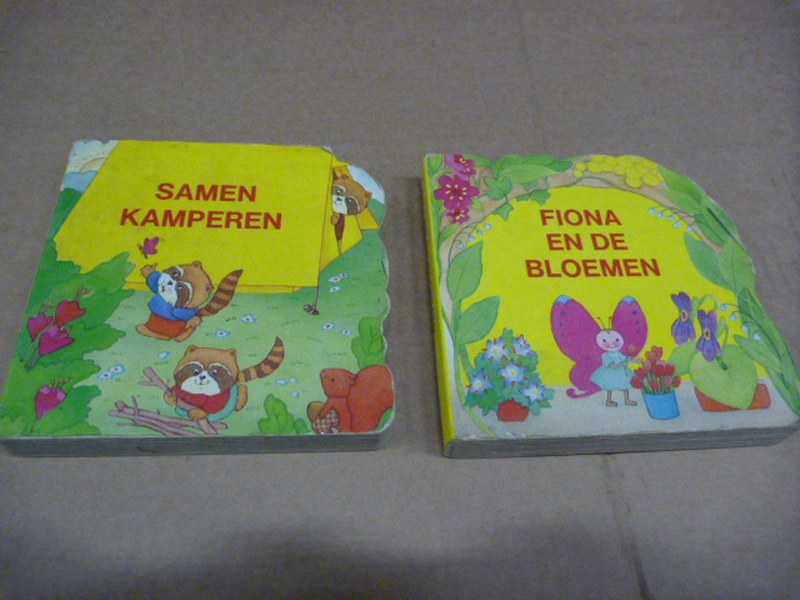 SAMEN
KAMPEREN
FIONA
EN DE
BLOEMEN